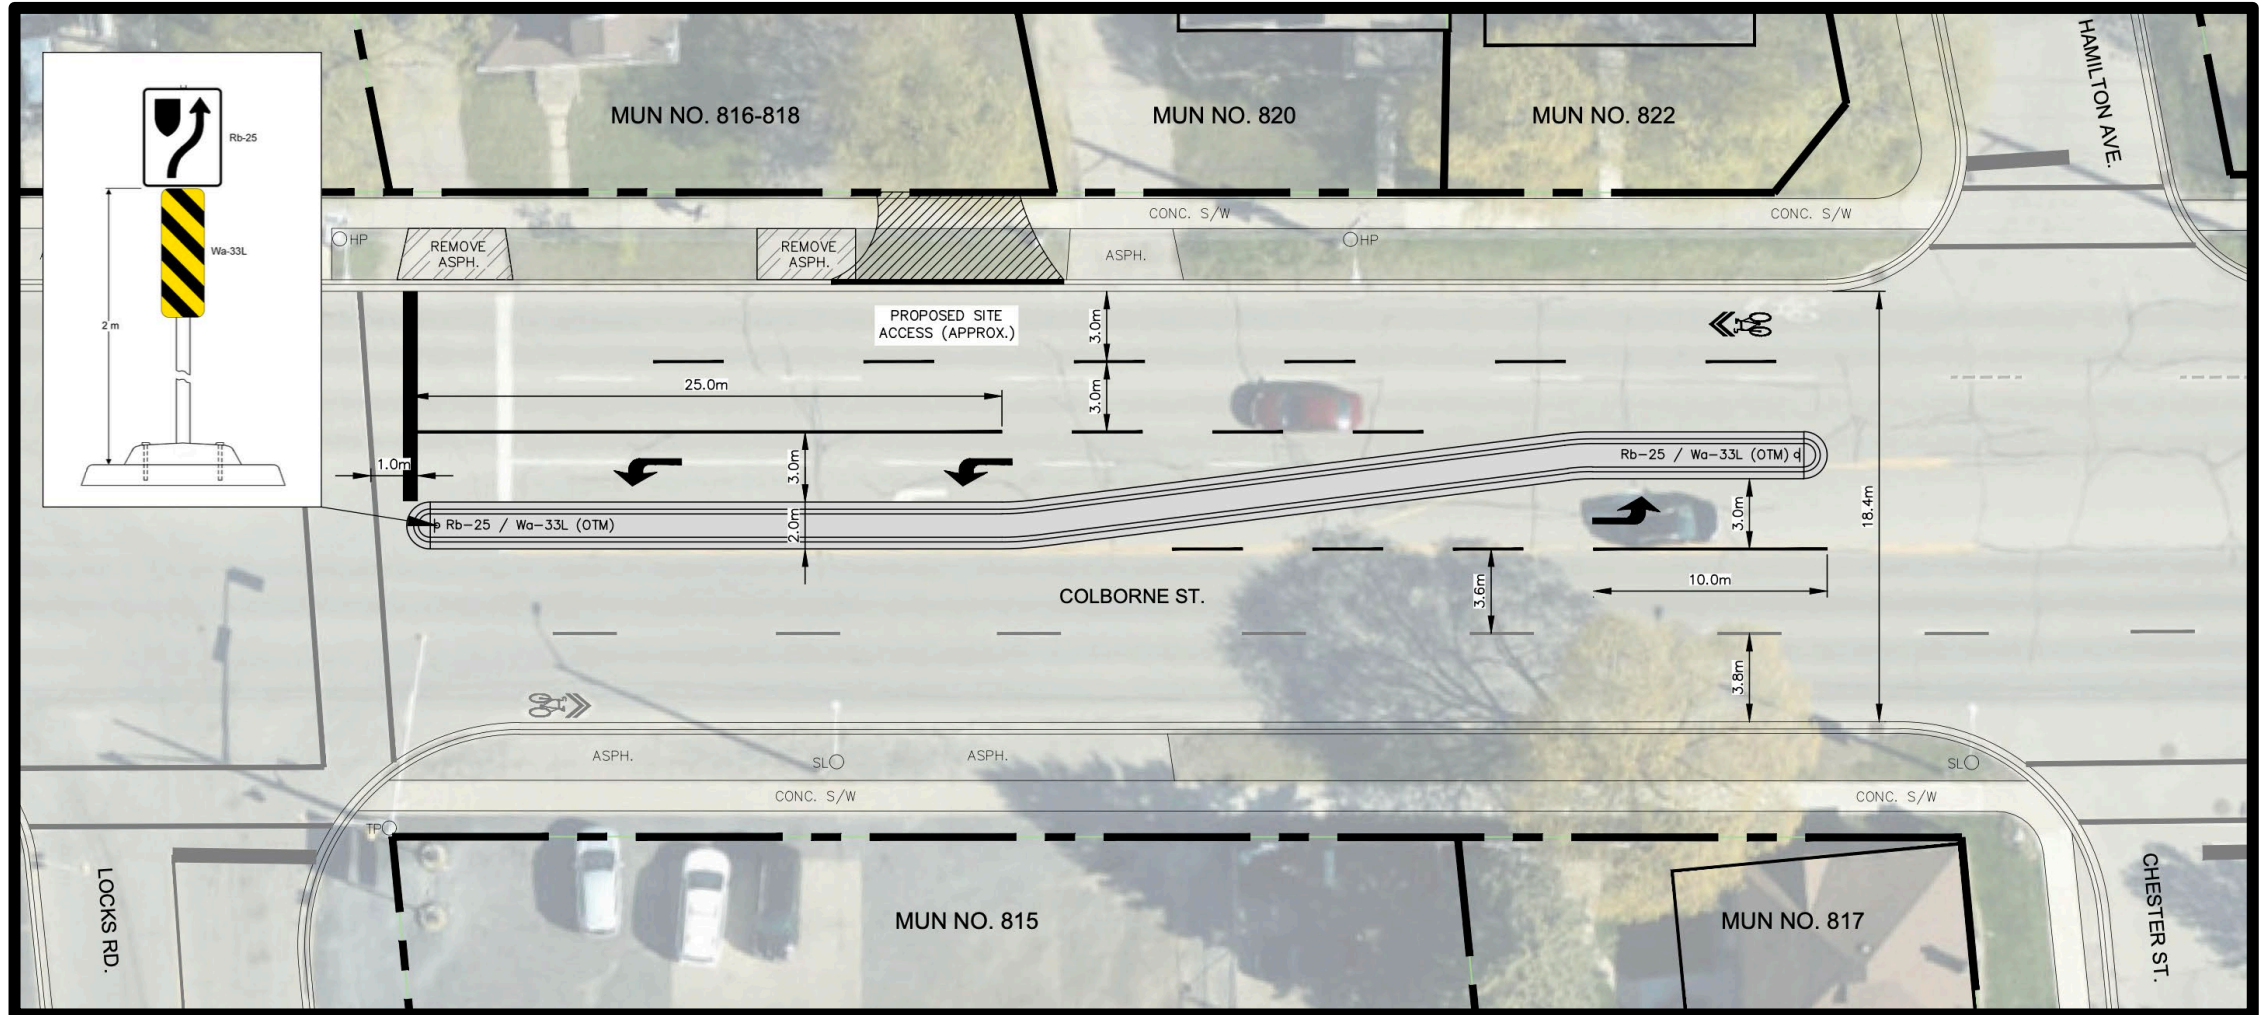 HAMILTON AVE.
MUN NO. 816-818
MUN NO. 820
MUN NO. 822
Rb-25
Wa-33L
2 m
CONC. S/W
CONC. S/W
HP
REMOVE
ASPH.
REMOVE
ASPH.
ASPH.
HP
PROPOSED SITE
ACCESS (APPROX.)
3.0m
25.0m
3.0m
1.0m
3.0m
Rb-25 / Wa-33L (OTM)
18.4m
3.0m
Rb-25 / Wa-33L (OTM)
2.0m
10.0m
3.6m
COLBORNE ST.
3.8m
ASPH.
SL
ASPH.
SL
CONC. S/W
CONC. S/W
TP
LOCKS RD.
MUN NO. 815
MUN NO. 817
CHESTER ST.